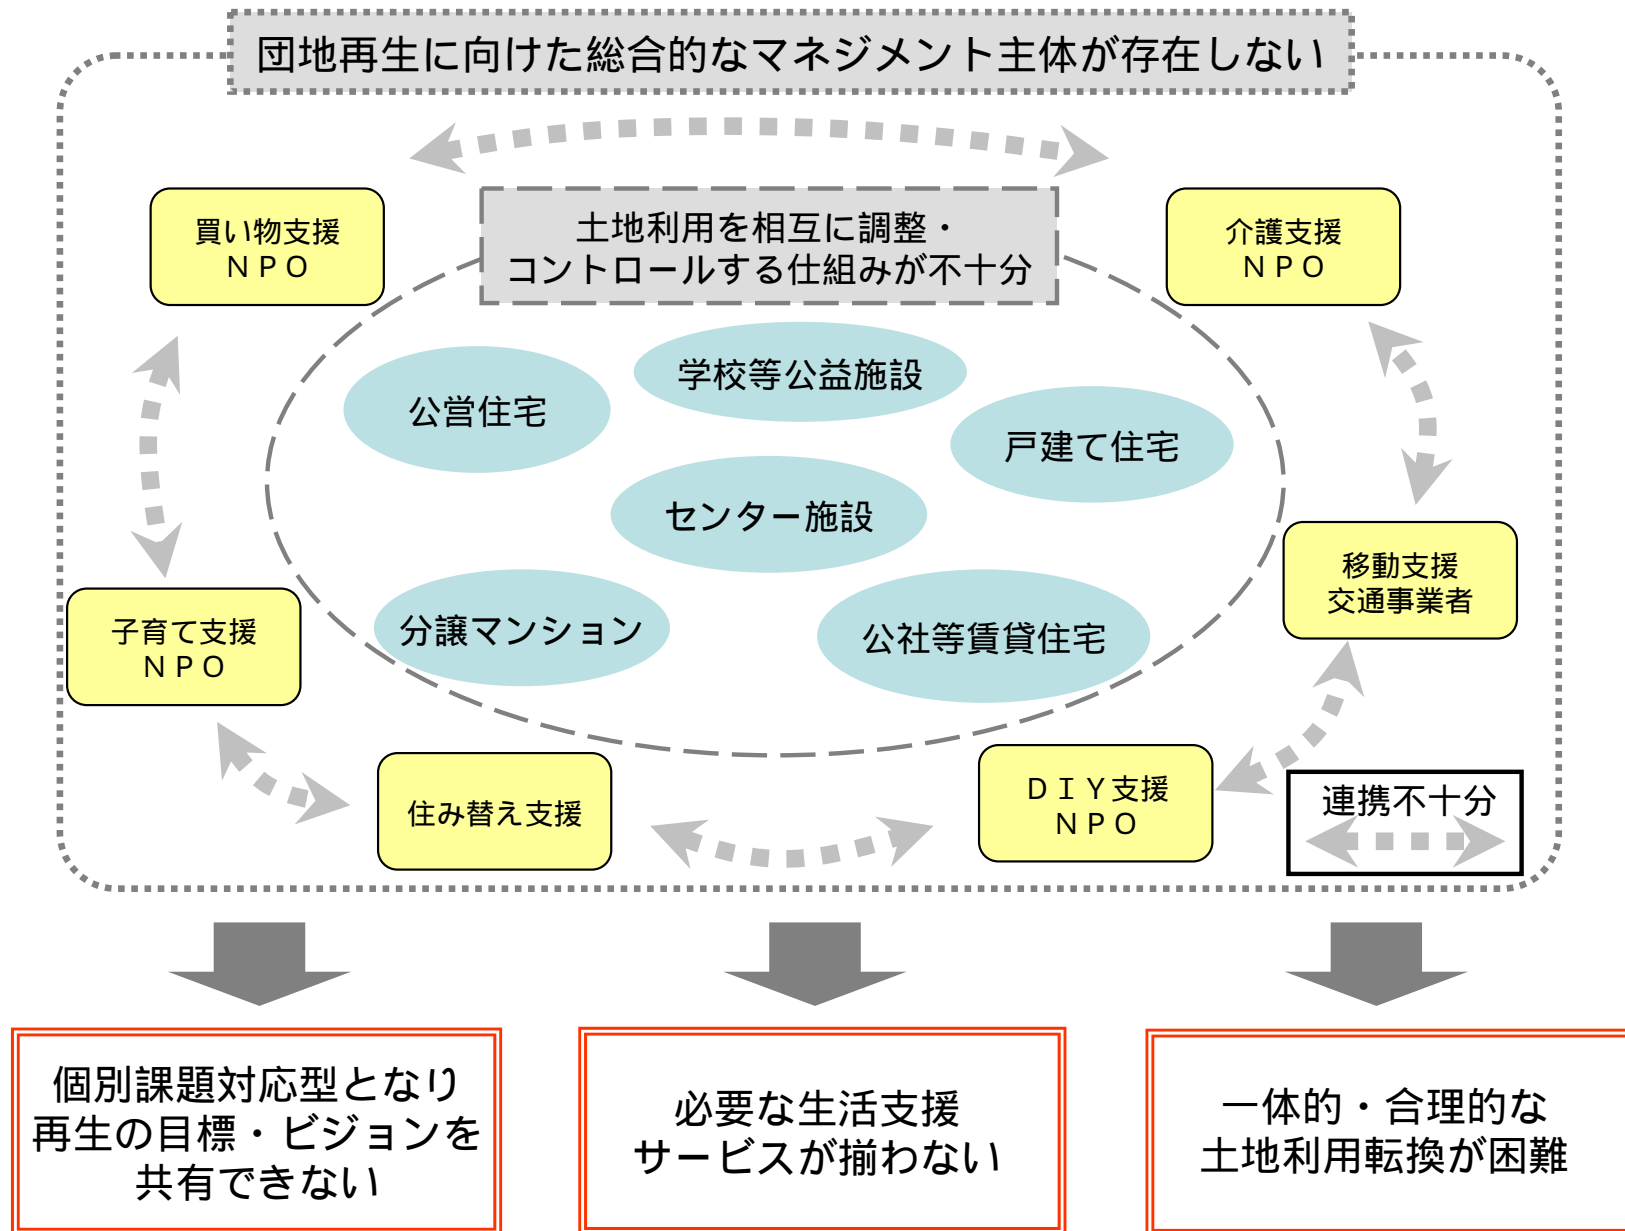 団地再生に向けた総合的なマネジメント主体が存在しない
買い物支援
ＮＰＯ
土地利用を相互に調整・
コントロールする仕組みが不十分
介護支援
ＮＰＯ
学校等公益施設
公営住宅
戸建て住宅
センター施設
移動支援
交通事業者
子育て支援
ＮＰＯ
分譲マンション
公社等賃貸住宅
住み替え支援
ＤＩＹ支援
ＮＰＯ
連携不十分
個別課題対応型となり
再生の目標・ビジョンを
共有できない
必要な生活支援
サービスが揃わない
一体的・合理的な
土地利用転換が困難